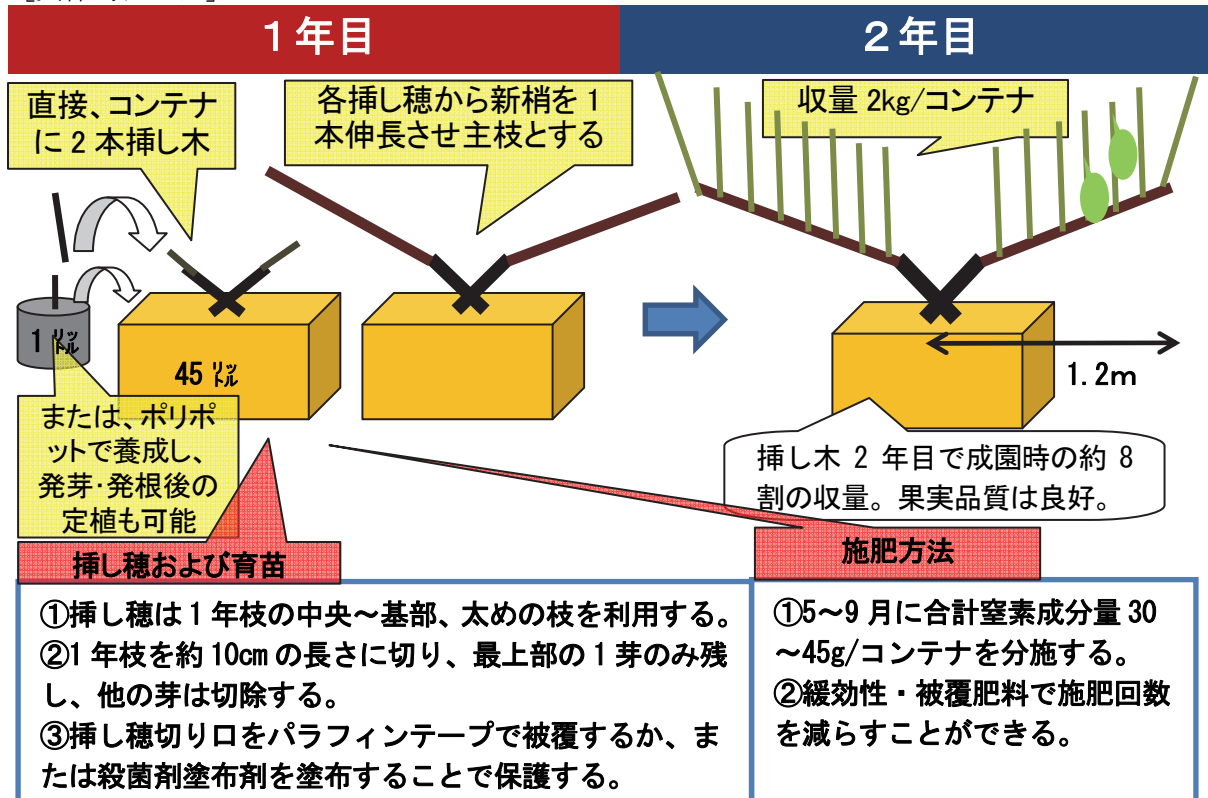 １年目
２年目
直接、コンテナ
に 2 本挿し木
各挿し穂から新梢を 1
本伸長させ主枝とする
収量 2kg/コンテナ
1 リットル
45 リットル
1.2m
または、ポリポ
ットで養成し、
発芽・発根後の
定植も可能
挿し木 2 年目で成園時の約 8
割の収量。果実品質は良好。
挿し穂および育苗
①挿し穂は 1 年枝の中央～基部、太めの枝を利用する。
②1 年枝を約 10cm の長さに切り、最上部の 1 芽のみ残
し、他の芽は切除する。
③挿し穂切り口をパラフィンテープで被覆するか、ま
たは殺菌剤塗布剤を塗布することで保護する。
施肥方法
①5～9 月に合計窒素成分量 30
～45g/コンテナを分施する。
②緩効性・被覆肥料で施肥回数
を減らすことができる。